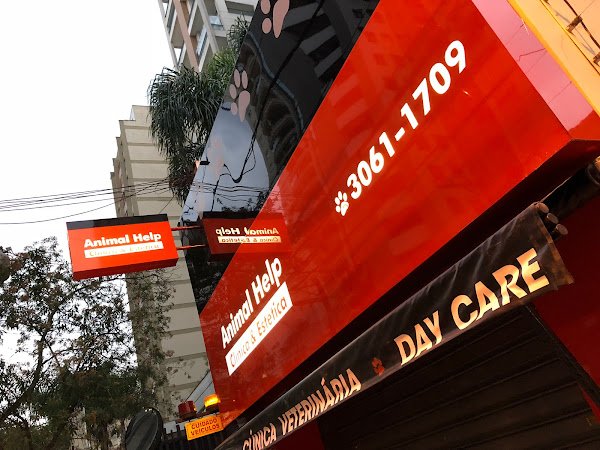 Animal Help
Clínica & Estética
Animal Help
Clínica & Estética
3061-1709
Animal Help
Clínica & Estética
CLÍNICA VETERINÁRIA DAY CARE
CUIDADO
VEÍCULOS